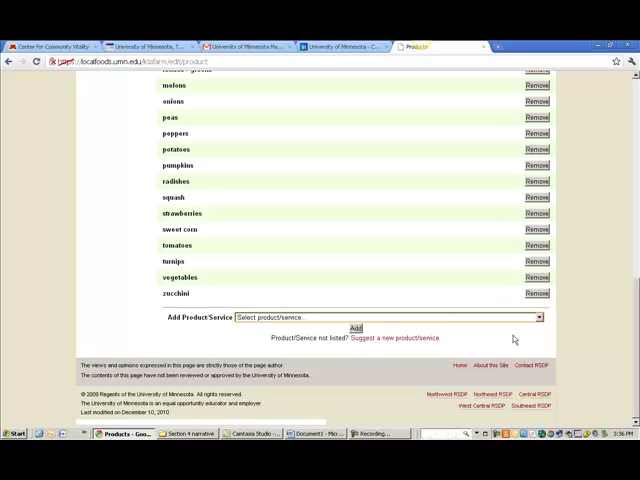 Center for Community Vitality
University of Minnesota, T...
University of Minnesota Ma...
University of Minnesota - C...
Products
https://localfoods.umn.edu/kdafarm/edit/product
melons Remove
onions Remove
peas Remove
peppers Remove
potatoes Remove
pumpkins Remove
radishes Remove
squash Remove
strawberries Remove
sweet corn Remove
tomatoes Remove
turnips Remove
vegetables Remove
zucchini Remove
Add Product/Service Select product/service...
Add
Product/Service not listed? Suggest a new product/service.
The views and opinions expressed in this page are strictly those of the page author.
The contents of this page have not been reviewed or approved by the University of Minnesota.
Home About this Site Contact RSDP
© 2009 Regents of the University of Minnesota. All rights reserved.
The University of Minnesota is an equal opportunity educator and employer
Last modified on December 10, 2010
Northwest RSDP Northeast RSDP Central RSDP
West Central RSDP Southeast RSDP
Start
Products - Goo...
Section 4 narrative
Camtasia Studio - ...
Document1 - Micr...
Recording...
3:36 PM